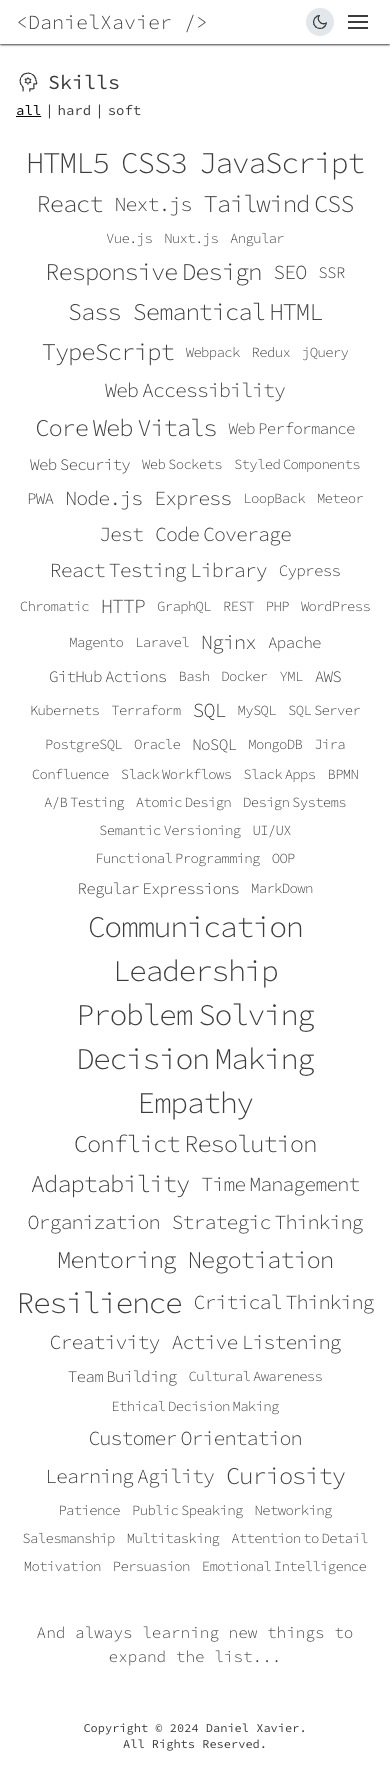 <DanielXavier />
Skills
all | hard | soft
HTML5 CSS3 JavaScript
React Next.js Tailwind CSS
Vue.js Nuxt.js Angular
Responsive Design SEO SSR
Sass Semantical HTML
TypeScript Webpack Redux jQuery
Web Accessibility
Core Web Vitals Web Performance
Web Security Web Sockets Styled Components
PWA Node.js Express LoopBack Meteor
Jest Code Coverage
React Testing Library Cypress
Chromatic HTTP GraphQL REST PHP WordPress
Magento Laravel Nginx Apache
GitHub Actions Bash Docker YML AWS
Kubernets Terraform SQL MySQL SQL Server
PostgreSQL Oracle NoSQL MongoDB Jira
Confluence Slack Workflows Slack Apps BPMN
A/B Testing Atomic Design Design Systems
Semantic Versioning UI/UX
Functional Programming OOP
Regular Expressions MarkDown
Communication
Leadership
Problem Solving
Decision Making
Empathy
Conflict Resolution
Adaptability Time Management
Organization Strategic Thinking
Mentoring Negotiation
Resilience Critical Thinking
Creativity Active Listening
Team Building Cultural Awareness
Ethical Decision Making
Customer Orientation
Learning Agility Curiosity
Patience Public Speaking Networking
Salesmanship Multitasking Attention to Detail
Motivation Persuasion Emotional Intelligence
And always learning new things to
expand the list...
Copyright © 2024 Daniel Xavier.
All Rights Reserved.